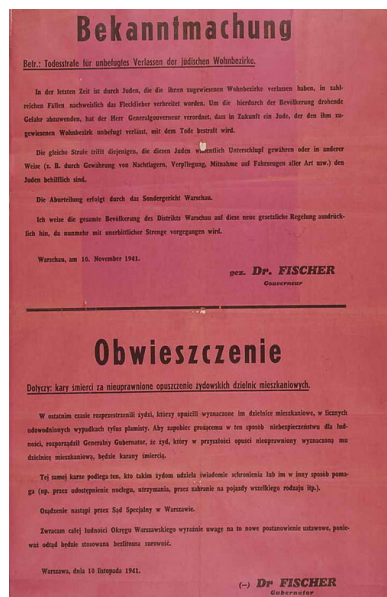 Bekanntmachung
Betr.: Todesstrafe für unbefugtes Verlassen der jüdischen Wohnbezirke.
In der letzten Zeit ist durch Juden, die die ihnen zugewiesenen Wohnbezirke verlassen haben, in zahl-
reichen Fällen nachweislich das Fleckfieber verbreitet worden. Um die hierdurch der Bevölkerung drohende
Gefahr abzuwenden, hat der Herr Generalgouverneur verordnet, dass in Zukunft ein Jude, der den ihm zu-
gewiesenen Wohnbezirk unbefugt verlässt, mit dem Tode bestraft wird.
Die gleiche Strafe trifft diejenigen, die diesen Juden wissentlich Unterschlupf gewähren oder in anderer
Weise (z. B. durch Gewährung von Nachtlagern, Verpflegung, Mitnahme auf Fahrzeugen aller Art usw.) den
Juden behilflich sind.
Die Aburteilung erfolgt durch das Sondergericht Warschau.
Ich weise die gesamte Bevölkerung des Distrikts Warschau auf diese neue gesetzliche Regelung ausdrück-
lich hin, da nunmehr mit unerbittlicher Strenge vorgegangen wird.
Warschau, am 10. November 1941.
gez. Dr. FISCHER
Gouverneur
Obwieszczenie
Dotyczy: kary śmierci za nieuprawnione opuszczenie żydowskich dzielnic mieszkaniowych.
W ostatnim czasie rozprzestrzenili żydzi, którzy opuścili wyznaczone im dzielnice mieszkaniowe, w licznych
udowodnionych wypadkach tyfus plamisty. Aby zapobiec grożącemu w ten sposób niebezpieczeństwu dla lud-
ności, rozporządził Generalny Gubernator, że żyd, który w przyszłości opuści nieuprawniony wyznaczoną mu
dzielnicę mieszkaniową, będzie karany śmiercią.
Tej samej karze podlega ten, kto takim żydom udziela świadomie schronienia lub im w inny sposób poma-
ga (np. przez udostępnienie noclegu, utrzymania, przez zabranie na pojazdy wszelkiego rodzaju itp.).
Osądzenie nastąpi przez Sąd Specjalny w Warszawie.
Zwracam całej ludności Okręgu Warszawskiego wyraźnie uwagę na to nowe postanowienie ustawowe, ponie-
waż odtąd będzie stosowana bezlitosna surowość.
Warszawa, dnia 10 listopada 1941.
(—) Dr FISCHER
Gubernator